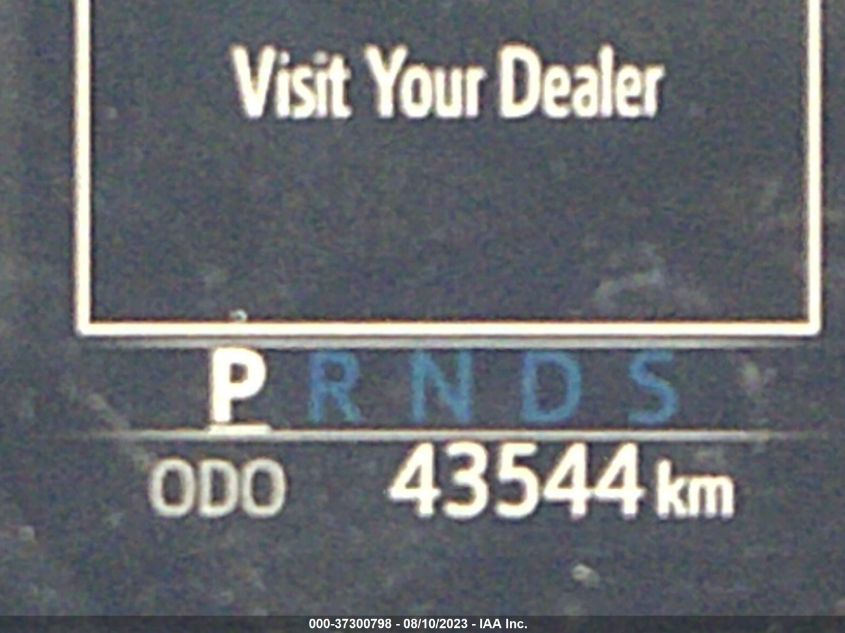 Visit Your Dealer
P R N D S
ODO 43544 km
000-37300798 - 08/10/2023 - IAA Inc.